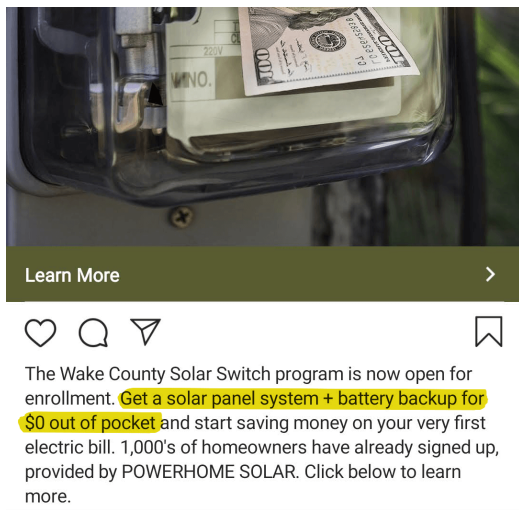 220V
NO.
100
100
Learn More
The Wake County Solar Switch program is now open for
enrollment. Get a solar panel system + battery backup for
$0 out of pocket and start saving money on your very first
electric bill. 1,000's of homeowners have already signed up,
provided by POWERHOME SOLAR. Click below to learn
more.